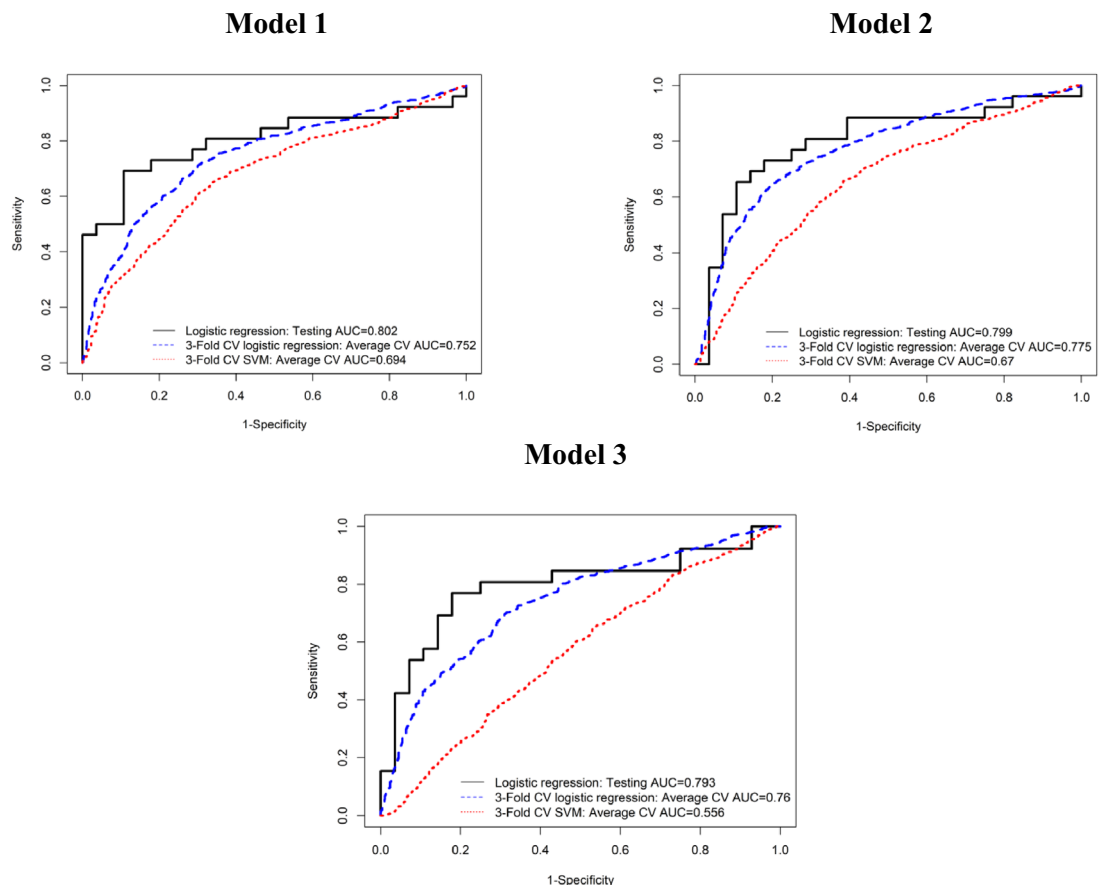 Model 1
Model 2
1.0
0.8
0.6
0.4
0.2
0.0
Sensitivity
Logistic regression: Testing AUC=0.802
3-Fold CV logistic regression: Average CV AUC=0.752
3-Fold CV SVM: Average CV AUC=0.694
0.0 0.2 0.4 0.6 0.8 1.0
1-Specificity
1.0
0.8
0.6
0.4
0.2
0.0
Sensitivity
Logistic regression: Testing AUC=0.799
3-Fold CV logistic regression: Average CV AUC=0.775
3-Fold CV SVM: Average CV AUC=0.67
0.0 0.2 0.4 0.6 0.8 1.0
1-Specificity
Model 3
1.0
0.8
0.6
0.4
0.2
0.0
Sensitivity
Logistic regression: Testing AUC=0.793
3-Fold CV logistic regression: Average CV AUC=0.76
3-Fold CV SVM: Average CV AUC=0.556
0.0 0.2 0.4 0.6 0.8 1.0
1-Specificity